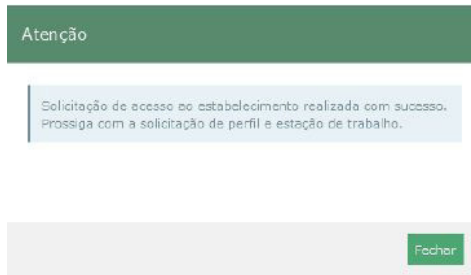 Atenção
Solicitação de acesso ao estabelecimento realizada com sucesso.
Prossiga com a solicitação de perfil e estação de trabalho.
Fechar